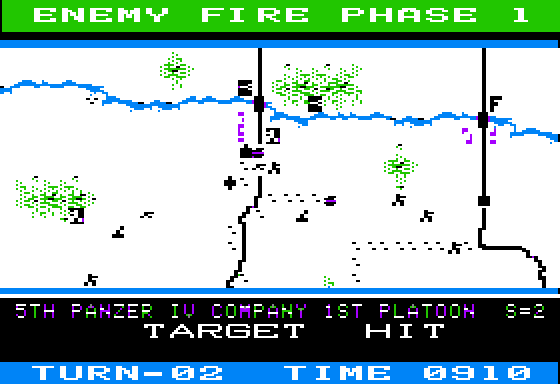 ENEMY FIRE PHASE 1
E
F
5TH PANZER IV COMPANY 1ST PLATOON S=2
TARGET HIT
TURN-02 TIME 0910